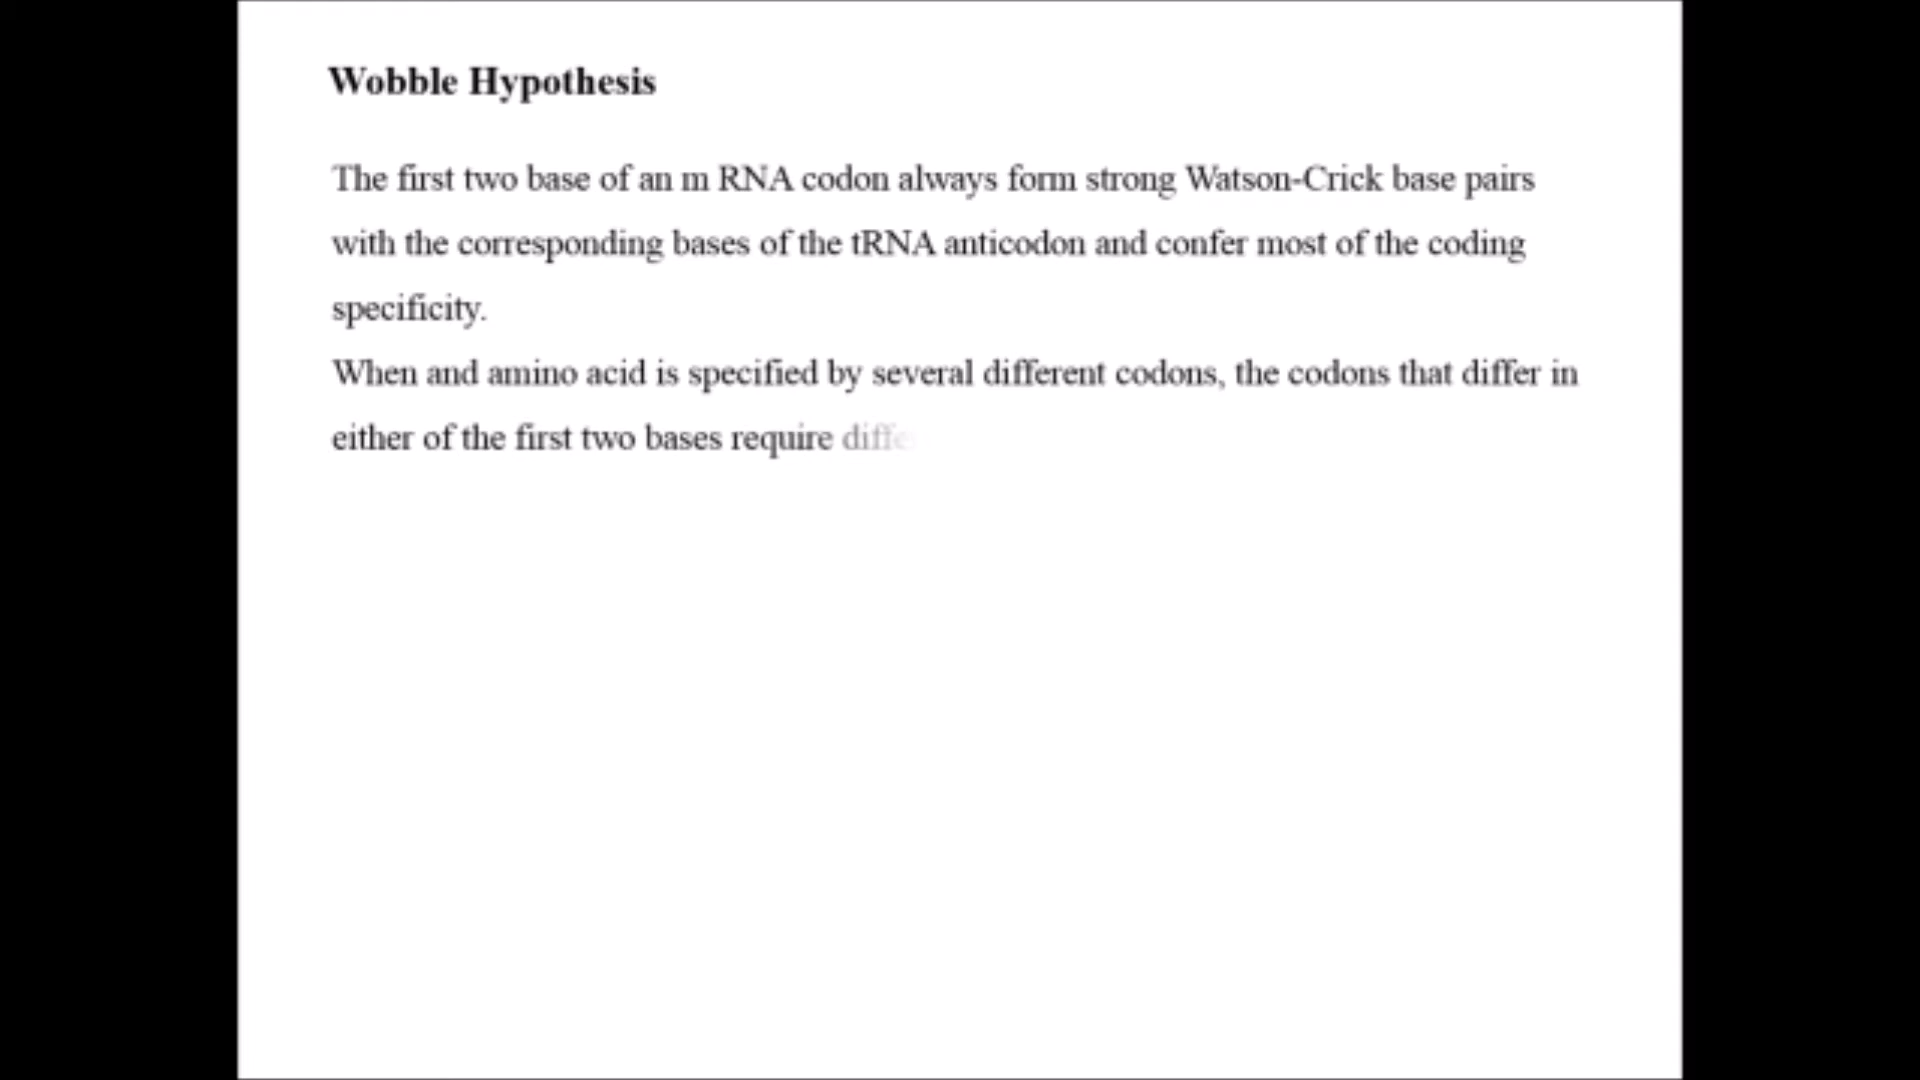 Wobble Hypothesis
The first two base of an m RNA codon always form strong Watson-Crick base pairs
with the corresponding bases of the tRNA anticodon and confer most of the coding
specificity.
When and amino acid is specified by several different codons, the codons that differ in
either of the first two bases require